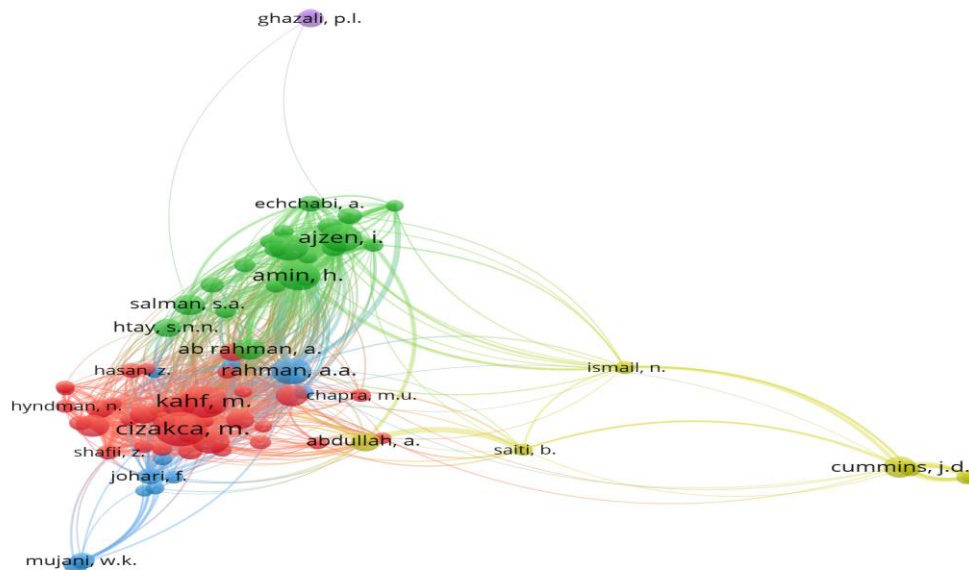 ghazali, p.l.
echchabi, a.
ajzen, i.
amin, h.
salman, s.a.
htay, s.n.n.
ab rahman, a.
hasan, z.
rahman, a.a.
ismail, n.
kahf, m.
chapra, m.u.
hyndman, n.
cizakca, m.
abdullah, a.
shafii, z.
saiti, b.
cummins, j.d.
johari, f.
mujani, w.k.